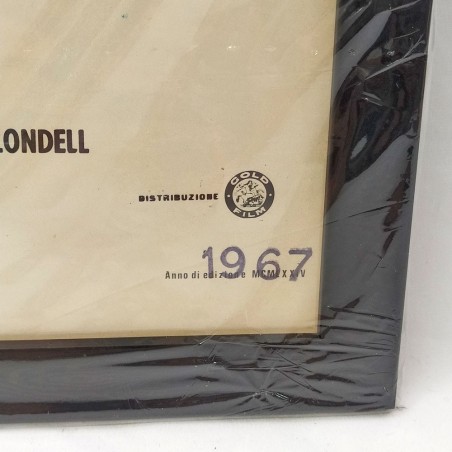 LONDELL
DISTRIBUZIONE
GOLD
FILM
1967
Anno di edizione MCMLXXIV